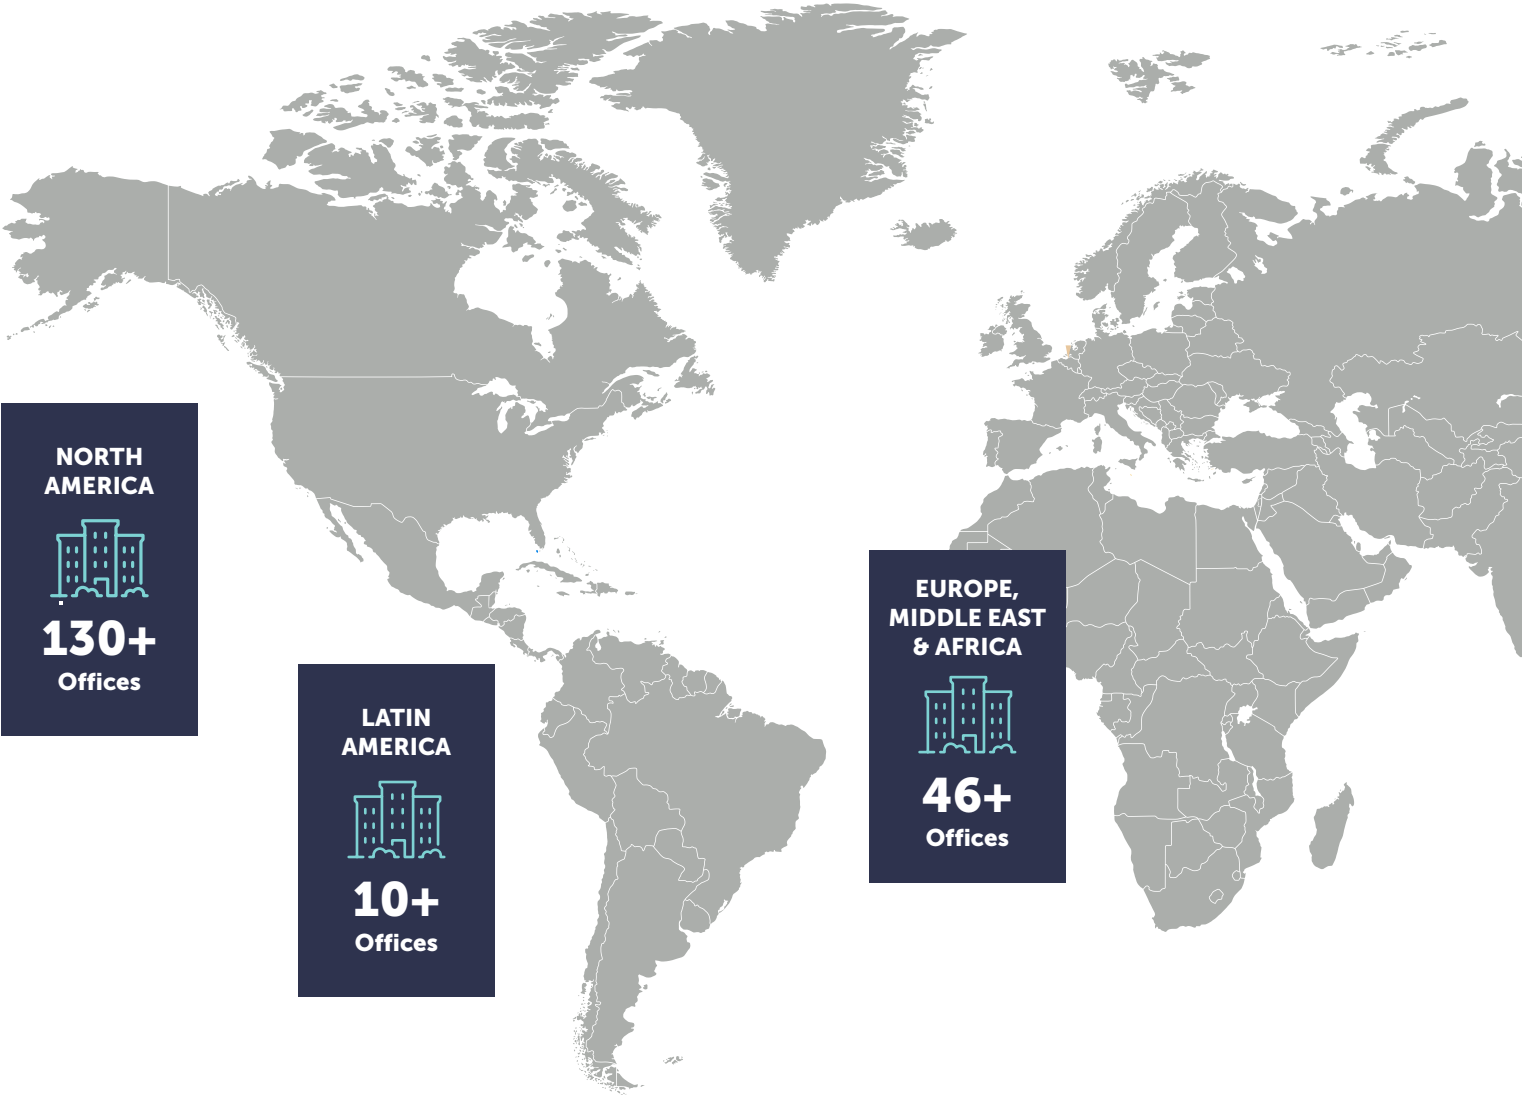 NORTH
AMERICA
130+
Offices
LATIN
AMERICA
10+
Offices
EUROPE,
MIDDLE EAST
& AFRICA
46+
Offices